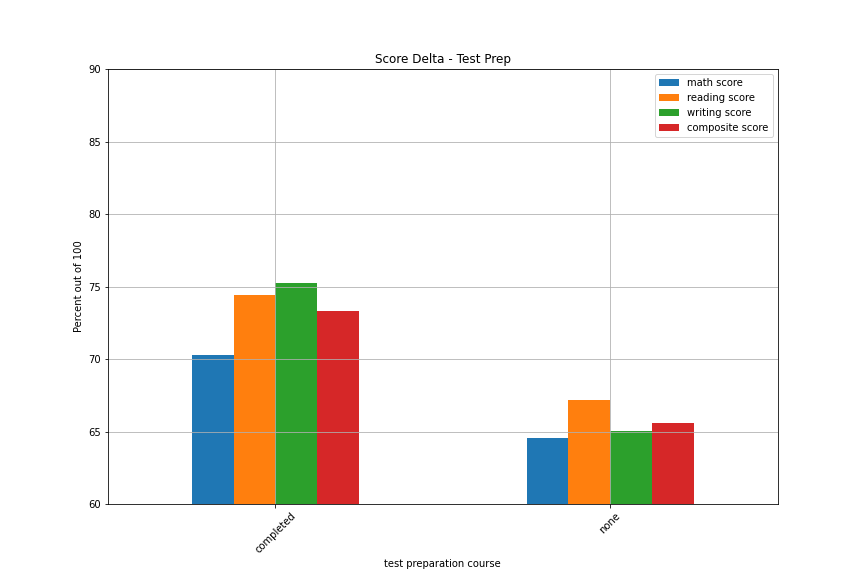 Score Delta - Test Prep
math score
reading score
writing score
composite score
Percent out of 100
90
85
80
75
70
65
60
completed
none
test preparation course